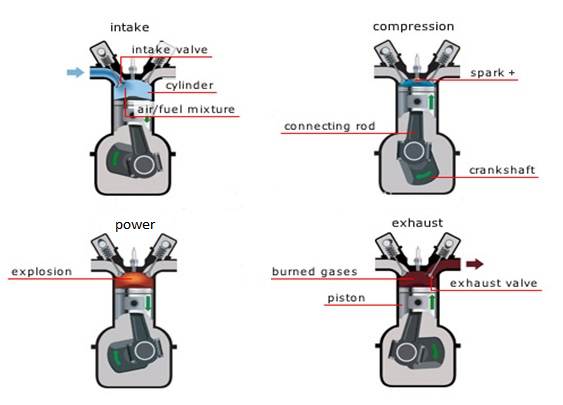 intake
intake valve
cylinder
air/fuel mixture
compression
spark +
connecting rod
crankshaft
power
explosion
exhaust
burned gases
exhaust valve
piston